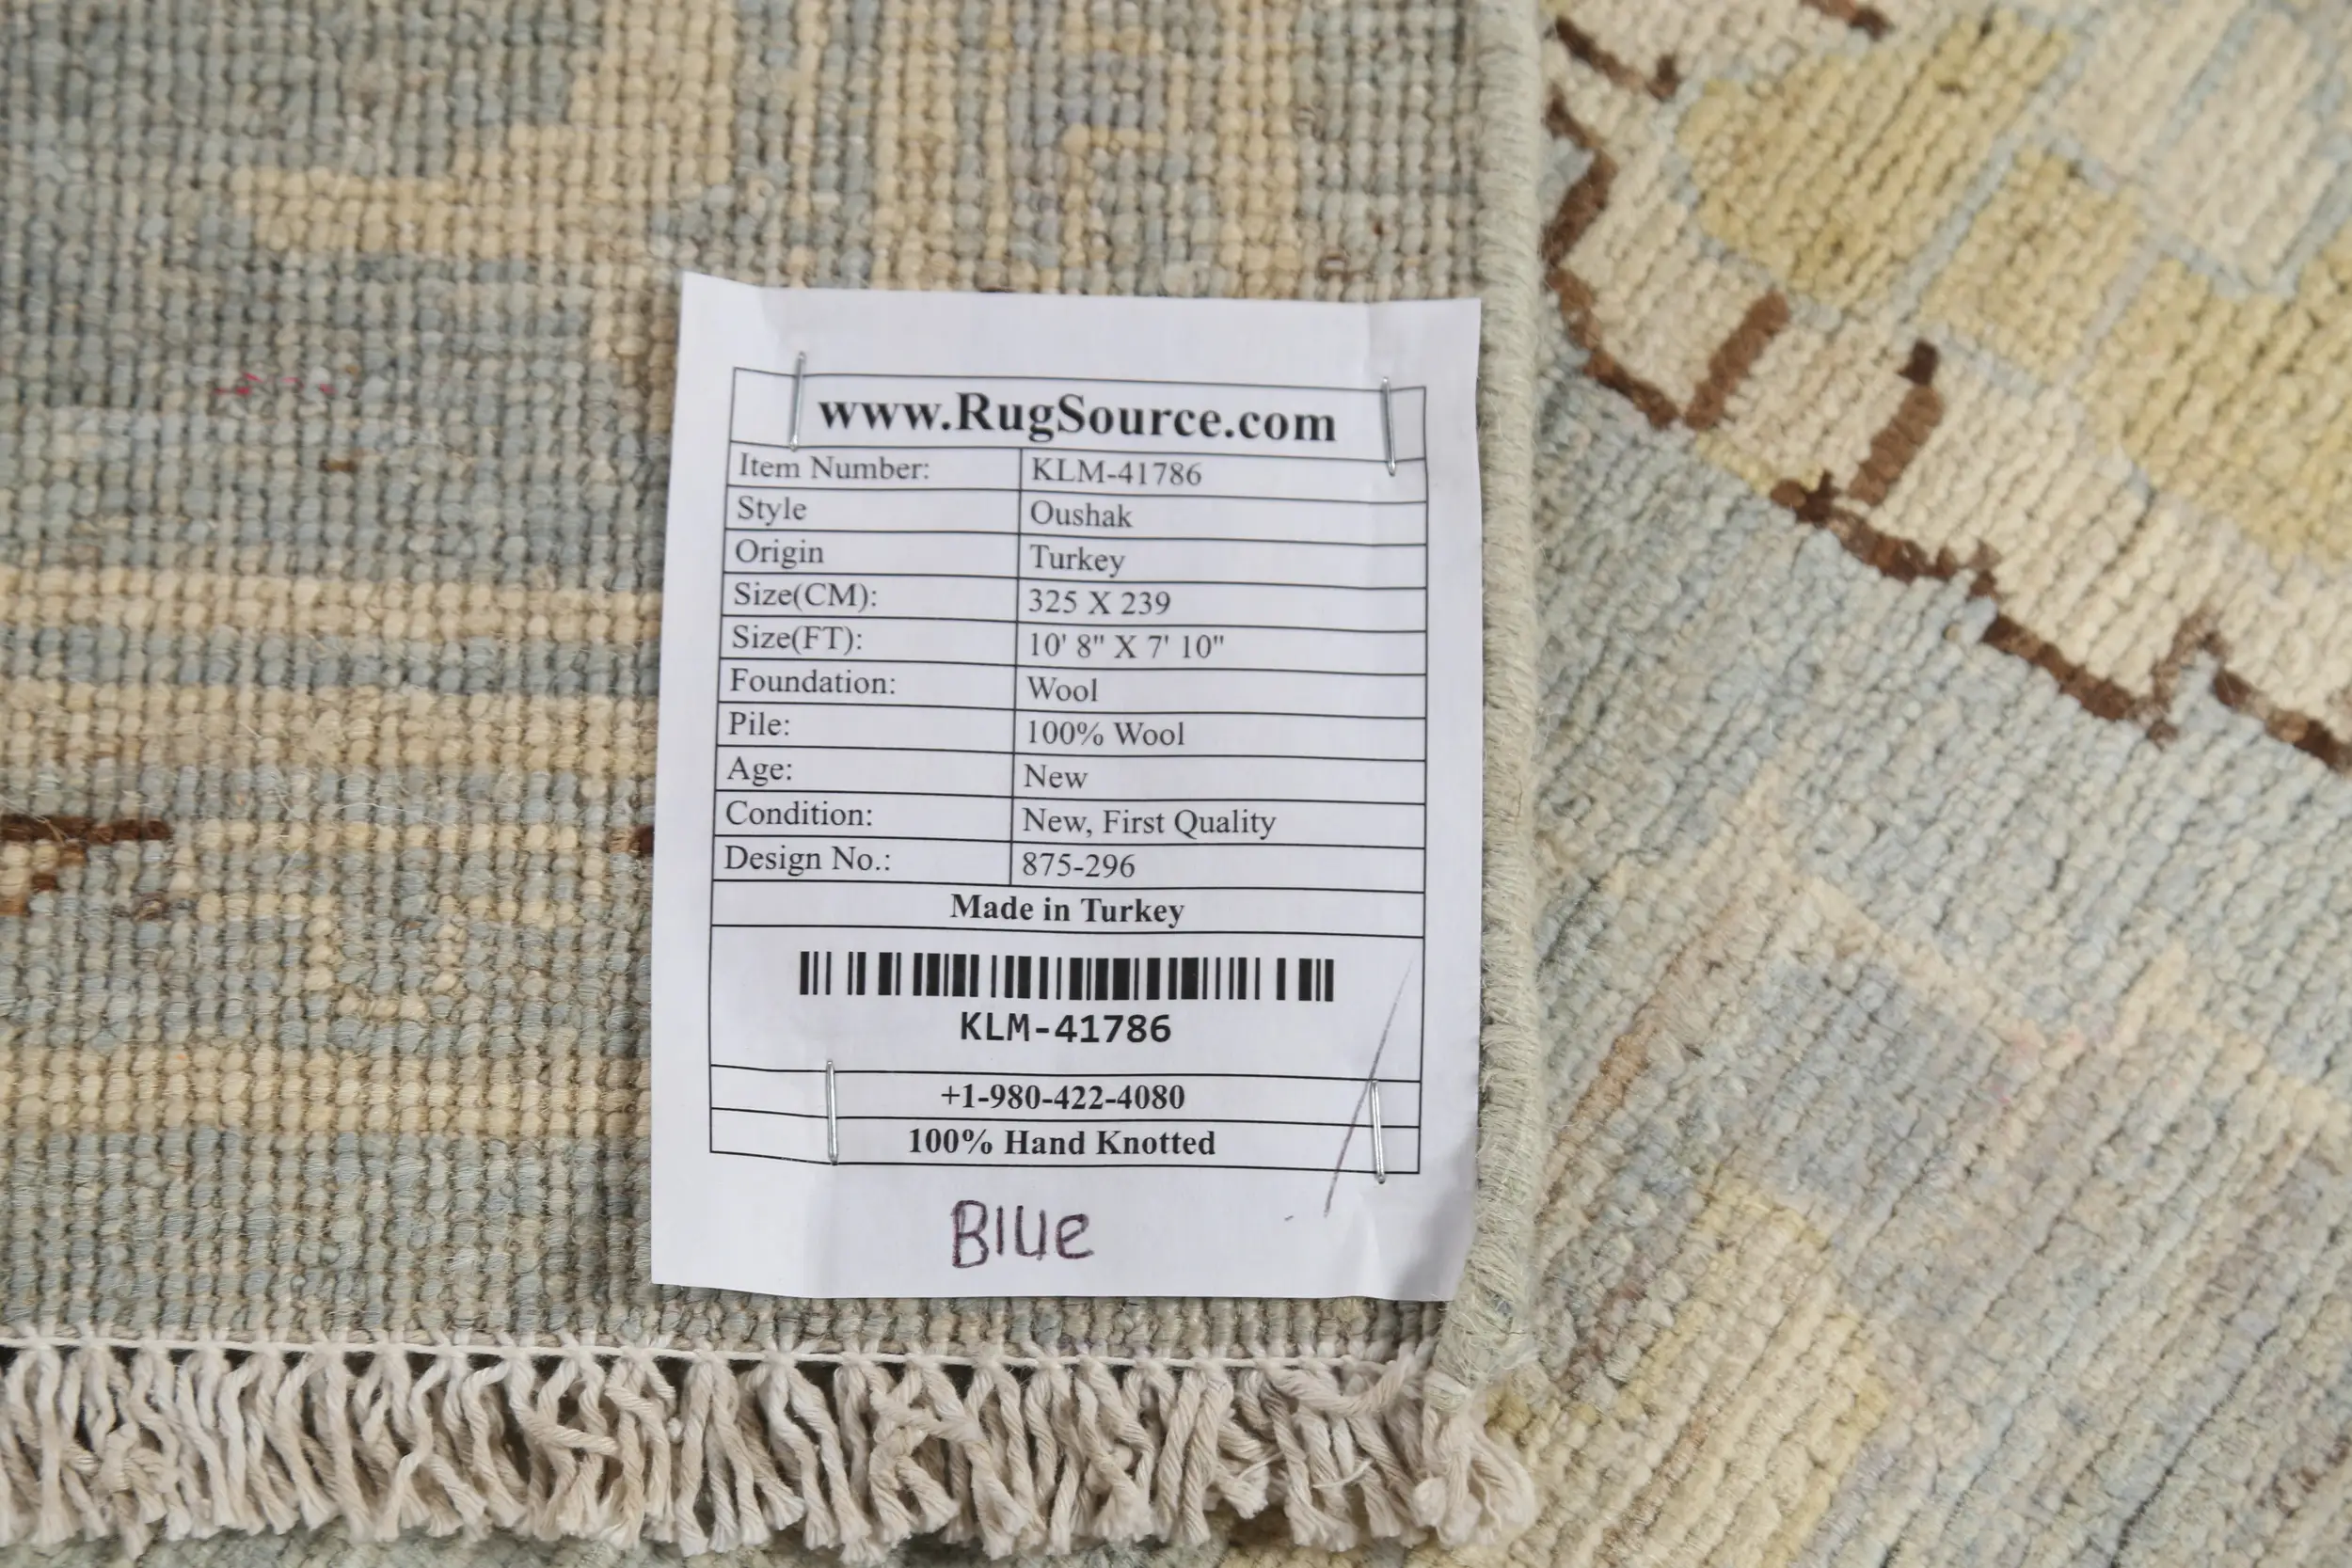 www.RugSource.com
Item Number: KLM-41786
Style Oushak
Origin Turkey
Size(CM): 325 X 239
Size(FT): 10' 8" X 7' 10"
Foundation: Wool
Pile: 100% Wool
Age: New
Condition: New, First Quality
Design No.: 875-296
Made in Turkey
KLM-41786
+1-980-422-4080
100% Hand Knotted
Blue